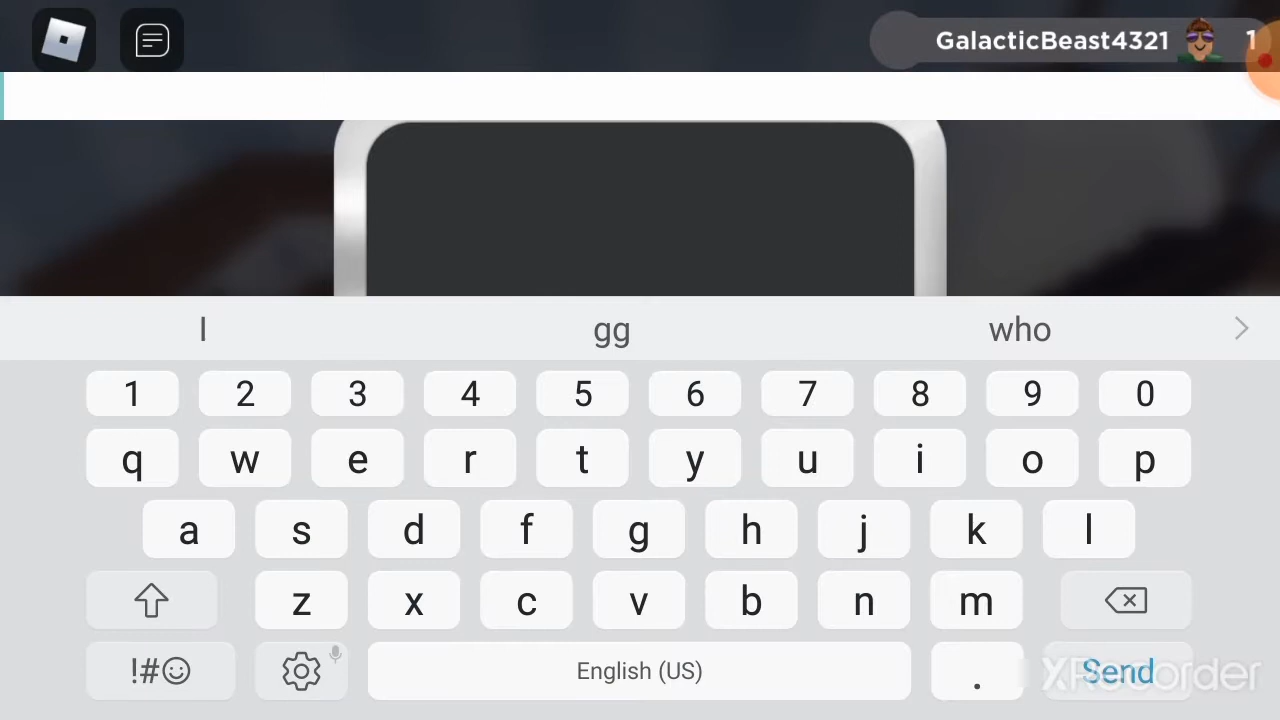 GalacticBeast4321 1
I gg who
1 2 3 4 5 6 7 8 9 0
q w e r t y u i o p
a s d f g h j k l
z x c v b n m
!#☺ English (US) . Send
XRecorder